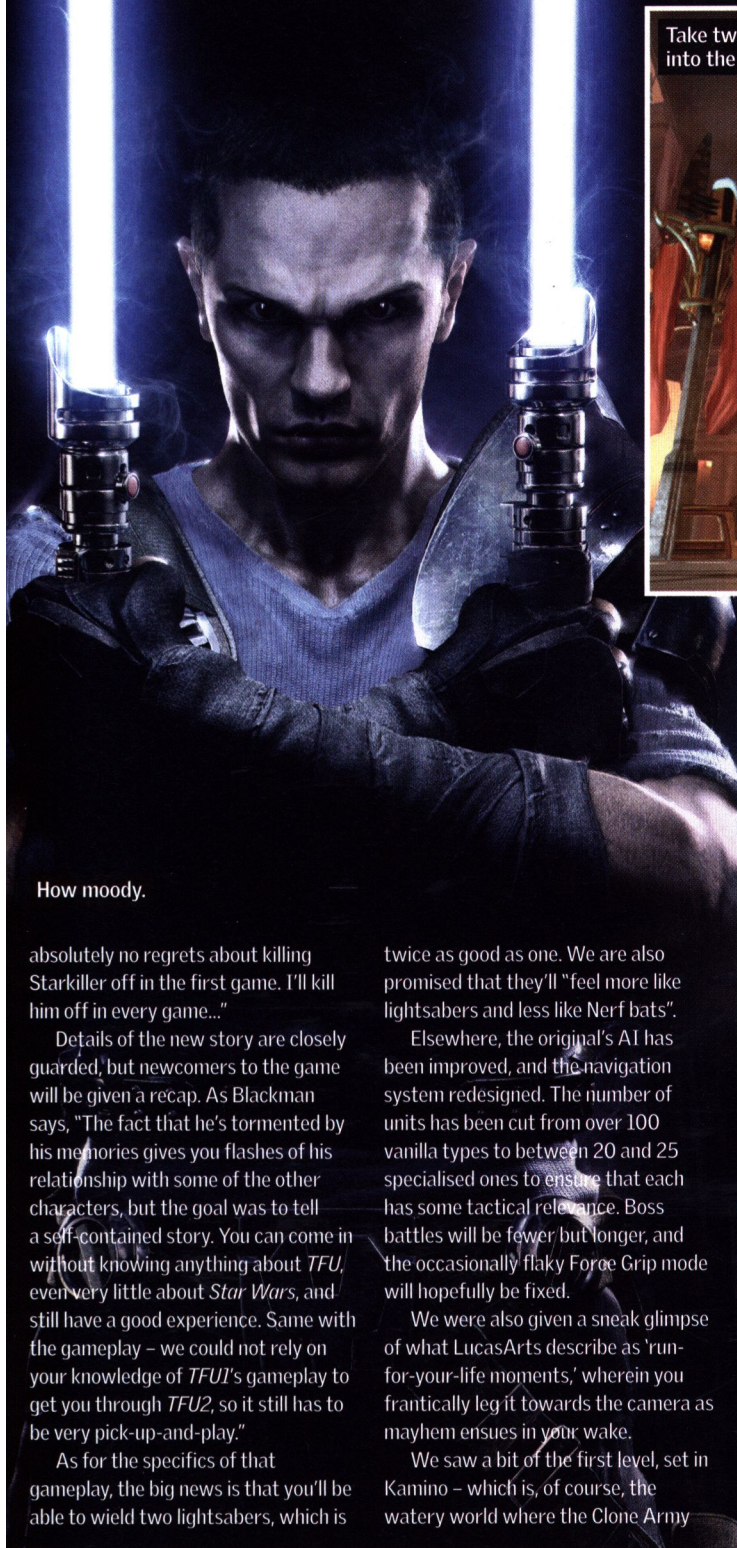 Take tw
into the
How moody.
absolutely no regrets about killing
Starkiller off in the first game. I'll kill
him off in every game..."
Details of the new story are closely
guarded, but newcomers to the game
will be given a recap. As Blackman
says, "The fact that he's tormented by
his memories gives you flashes of his
relationship with some of the other
characters, but the goal was to tell
a self-contained story. You can come in
without knowing anything about TFU,
even very little about Star Wars, and
still have a good experience. Same with
the gameplay – we could not rely on
your knowledge of TFU1's gameplay to
get you through TFU2, so it still has to
be very pick-up-and-play."
As for the specifics of that
gameplay, the big news is that you'll be
able to wield two lightsabers, which is
twice as good as one. We are also
promised that they'll "feel more like
lightsabers and less like Nerf bats".
Elsewhere, the original's AI has
been improved, and the navigation
system redesigned. The number of
units has been cut from over 100
vanilla types to between 20 and 25
specialised ones to ensure that each
has some tactical relevance. Boss
battles will be fewer but longer, and
the occasionally flaky Force Grip mode
will hopefully be fixed.
We were also given a sneak glimpse
of what LucasArts describe as 'run-
for-your-life moments,' wherein you
frantically leg it towards the camera as
mayhem ensues in your wake.
We saw a bit of the first level, set in
Kamino – which is, of course, the
watery world where the Clone Army